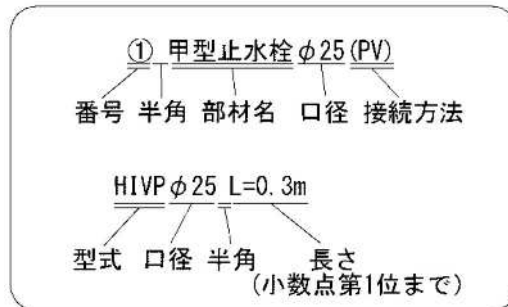 ① 甲型止水栓φ25(PV)
番号 半角 部材名 口径 接続方法
HIVPφ25 L=0.3m
型式 口径 半角 長さ
(小数点第1位まで)